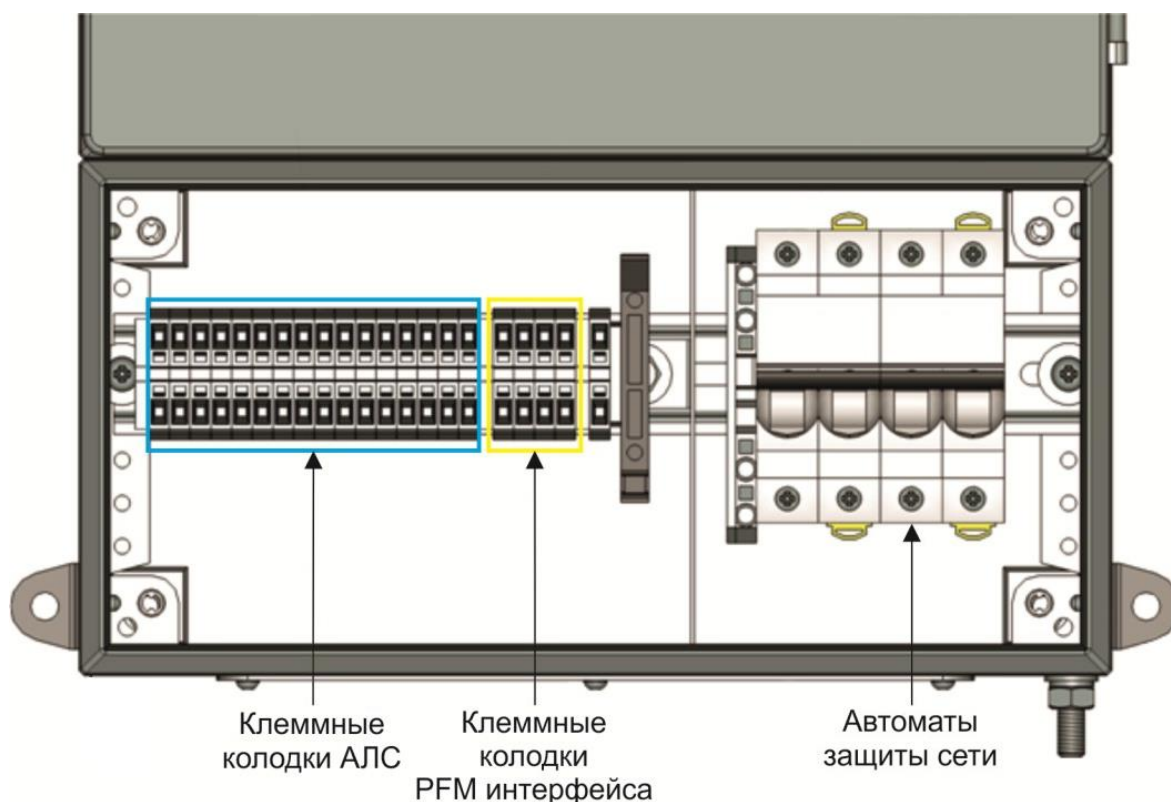 Клеммные
колодки АЛС
Клеммные
колодки
PFM интерфейса
Автоматы
защиты сети